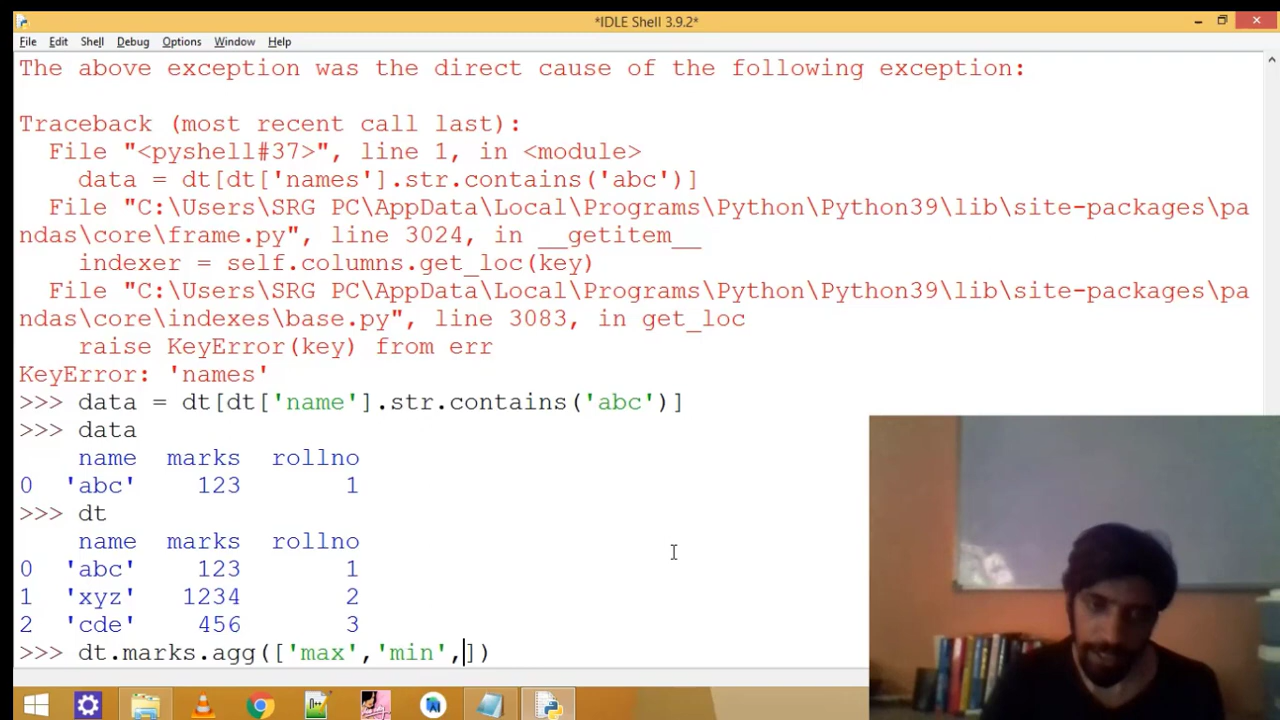 *IDLE Shell 3.9.2*
File Edit Shell Debug Options Window Help
The above exception was the direct cause of the following exception:
Traceback (most recent call last):
  File "<pyshell#37>", line 1, in <module>
    data = dt[dt['names'].str.contains('abc')]
  File "C:\Users\SRG PC\AppData\Local\Programs\Python\Python39\lib\site-packages\pa
ndas\core\frame.py", line 3024, in __getitem__
    indexer = self.columns.get_loc(key)
  File "C:\Users\SRG PC\AppData\Local\Programs\Python\Python39\lib\site-packages\pa
ndas\core\indexes\base.py", line 3083, in get_loc
    raise KeyError(key) from err
KeyError: 'names'
>>> data = dt[dt['name'].str.contains('abc')]
>>> data
    name  marks  rollno
0  'abc'    123       1
>>> dt
    name  marks  rollno
0  'abc'    123       1
1  'xyz'   1234       2
2  'cde'    456       3
>>> dt.marks.agg(['max','min',])